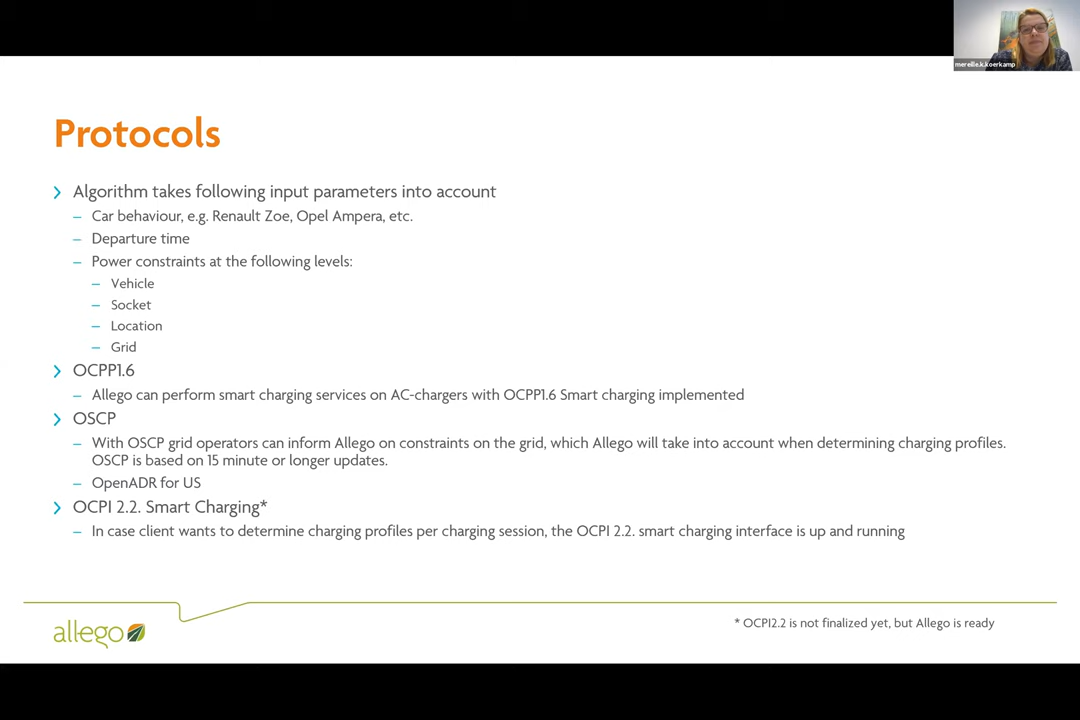 mereille.k.koerkamp
Protocols
Algorithm takes following input parameters into account
– Car behaviour, e.g. Renault Zoe, Opel Ampera, etc.
– Departure time
– Power constraints at the following levels:
– Vehicle
– Socket
– Location
– Grid
OCPP1.6
– Allego can perform smart charging services on AC-chargers with OCPP1.6 Smart charging implemented
OSCP
– With OSCP grid operators can inform Allego on constraints on the grid, which Allego will take into account when determining charging profiles.
OSCP is based on 15 minute or longer updates.
– OpenADR for US
OCPI 2.2. Smart Charging*
– In case client wants to determine charging profiles per charging session, the OCPI 2.2. smart charging interface is up and running
allego
* OCPI2.2 is not finalized yet, but Allego is ready